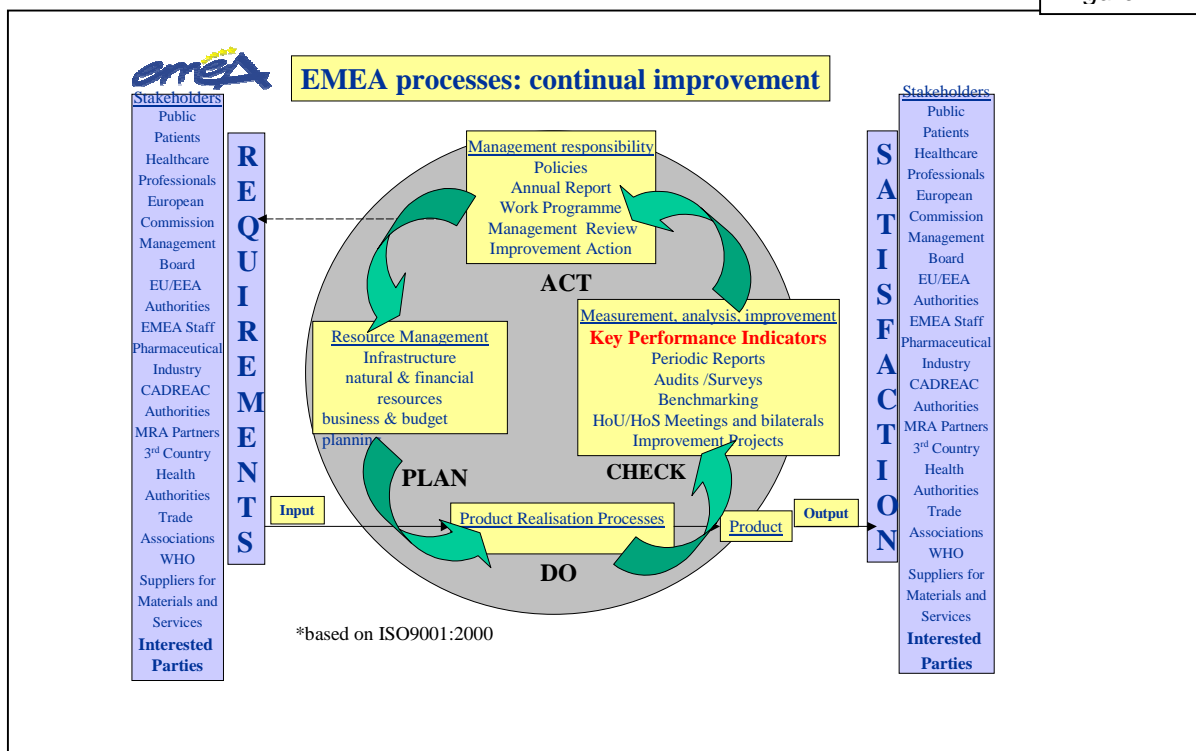 emeA
EMEA processes: continual improvement
Stakeholders
Public
Patients
Healthcare
Professionals
European
Commission
Management
Board
EU/EEA
Authorities
EMEA Staff
Pharmaceutical
Industry
CADREAC
Authorities
MRA Partners
3rd Country
Health
Authorities
Trade
Associations
WHO
Suppliers for
Materials and
Services
Interested
Parties
REQUIREMENTS
Management responsibility
Policies
Annual Report
Work Programme
Management Review
Improvement Action
ACT
Resource Management
Infrastructure
natural & financial
resources
business & budget
planning
PLAN
Measurement, analysis, improvement
Key Performance Indicators
Periodic Reports
Audits /Surveys
Benchmarking
HoU/HoS Meetings and bilaterals
Improvement Projects
CHECK
Input
Product Realisation Processes
Product
Output
DO
*based on ISO9001:2000
SATISFACTION
Stakeholders
Public
Patients
Healthcare
Professionals
European
Commission
Management
Board
EU/EEA
Authorities
EMEA Staff
Pharmaceutical
Industry
CADREAC
Authorities
MRA Partners
3rd Country
Health
Authorities
Trade
Associations
WHO
Suppliers for
Materials and
Services
Interested
Parties